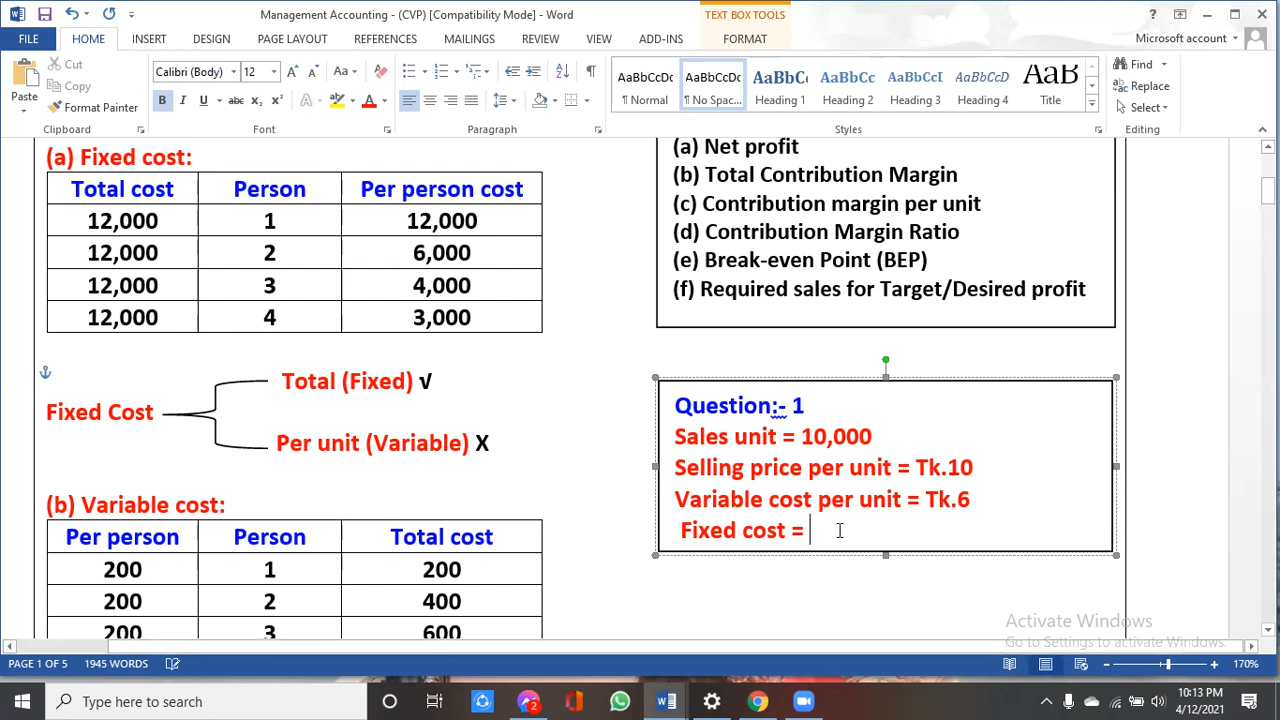 Management Accounting - (CVP) [Compatibility Mode] - Word
TEXT BOX TOOLS
FILE HOME INSERT DESIGN PAGE LAYOUT REFERENCES MAILINGS REVIEW VIEW ADD-INS FORMAT
Microsoft account
Paste
Cut
Copy
Format Painter
Calibri (Body) 12
AaBbCcDc AaBbCcDc AaBbCc AaBbCcDc AaBbCcI AaBbCcDc AaB
¶ Normal ¶ No Spac... Heading Heading 2 Heading 3 Heading 4 Title
Find
Replace
Select
Clipboard Font Paragraph Styles Editing
(a) Fixed cost:
Total cost Person Per person cost
12,000 1 12,000
12,000 2 6,000
12,000 3 4,000
12,000 4 3,000
Fixed Cost
Total (Fixed) √
Per unit (Variable) X
(b) Variable cost:
Per person Person Total cost
200 1 200
200 2 400
200 3 600
(a) Net profit
(b) Total Contribution Margin
(c) Contribution margin per unit
(d) Contribution Margin Ratio
(e) Break-even Point (BEP)
(f) Required sales for Target/Desired profit
Question:- 1
Sales unit = 10,000
Selling price per unit = Tk.10
Variable cost per unit = Tk.6
Fixed cost =
Activate Windows
Go to Settings to activate Windows.
PAGE 1 OF 5 1945 WORDS 170%
Type here to search
10:13 PM
4/12/2021